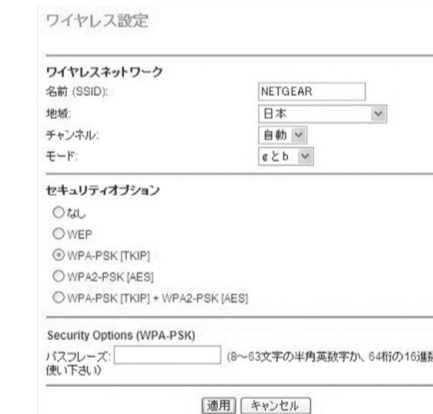 ワイヤレス設定
ワイヤレスネットワーク
名前 (SSID): NETGEAR
地域: 日本
チャンネル: 自動
モード: gとb
セキュリティオプション
なし
WEP
WPA-PSK [TKIP]
WPA2-PSK [AES]
WPA-PSK [TKIP] + WPA2-PSK [AES]
Security Options (WPA-PSK)
パスフレーズ: (8～63文字の半角英数字か、64桁の16進数
使い下さい)
適用 キャンセル